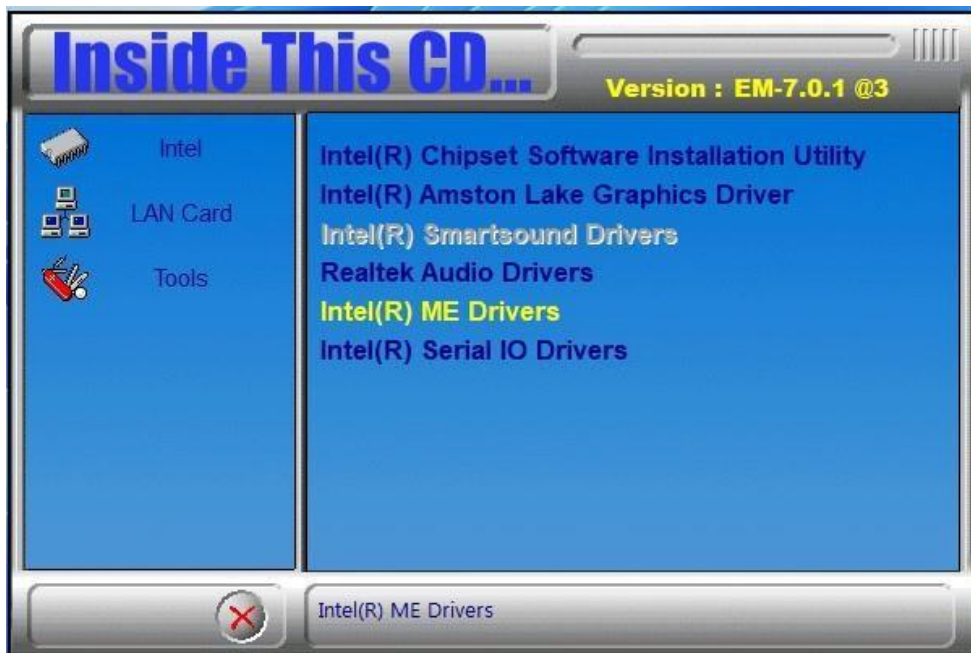 Inside This CD...
Version : EM-7.0.1 @3
Intel
LAN Card
Tools
Intel(R) Chipset Software Installation Utility
Intel(R) Amston Lake Graphics Driver
Intel(R) Smartsound Drivers
Realtek Audio Drivers
Intel(R) ME Drivers
Intel(R) Serial IO Drivers
Intel(R) ME Drivers